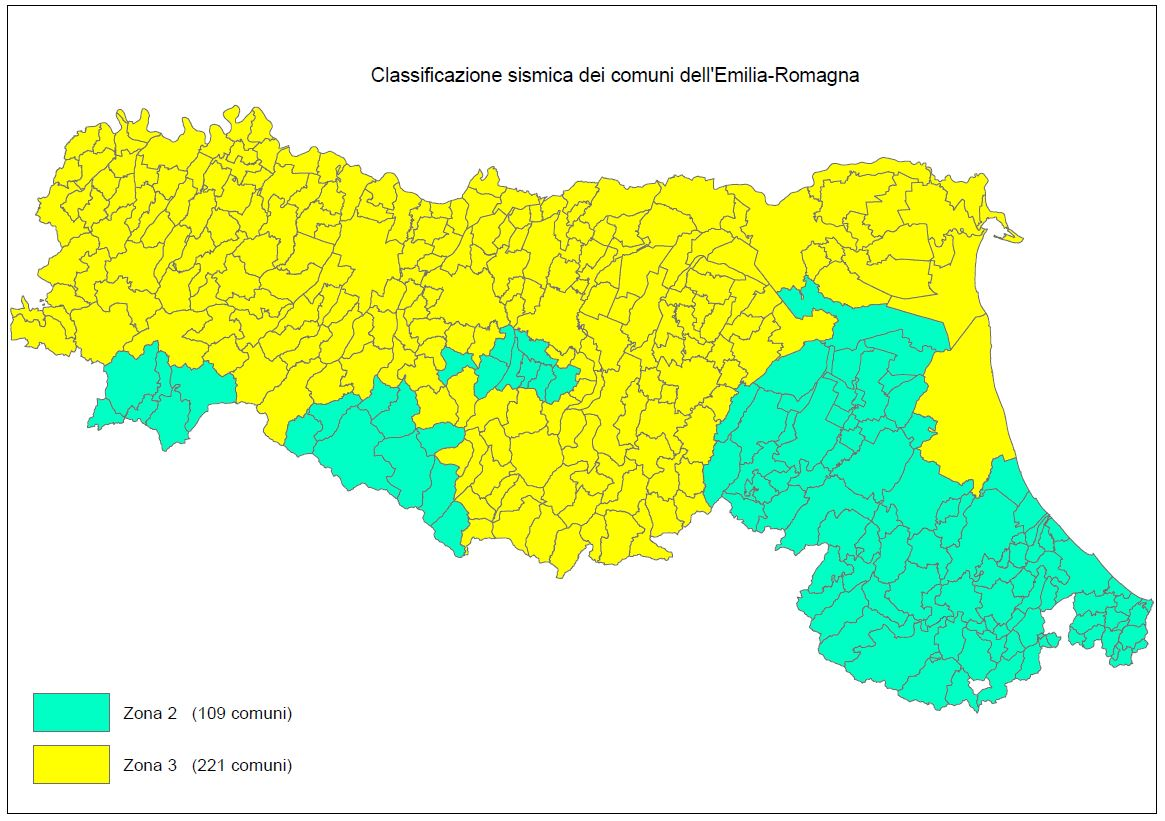 Classificazione sismica dei comuni dell'Emilia-Romagna
Zona 2 (109 comuni)
Zona 3 (221 comuni)